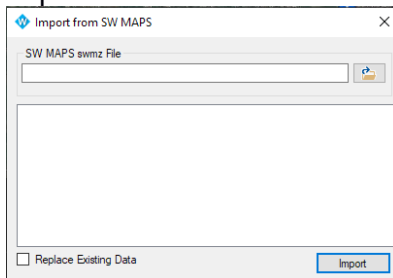 Import from SW MAPS
SW MAPS swmz File
Replace Existing Data
Import